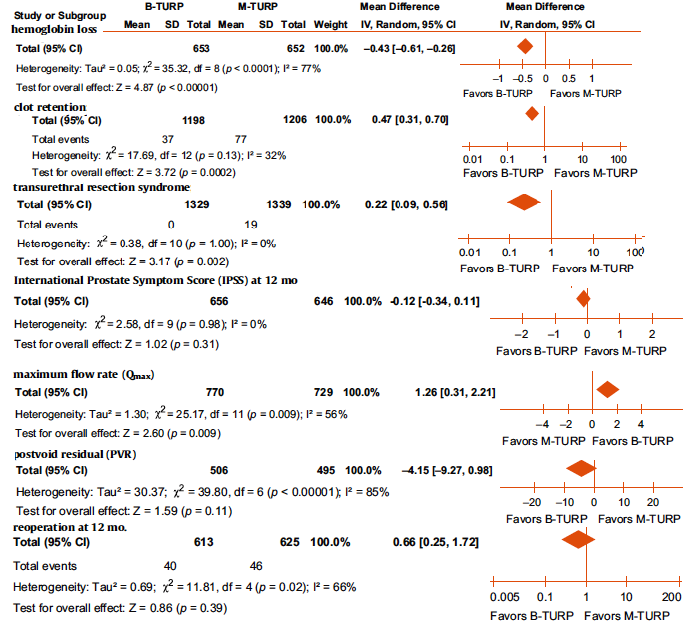 Study or Subgroup B-TURP M-TURP Mean Difference Mean Difference
Mean SD Total Mean SD Total Weight IV, Random, 95% CI IV, Random, 95% CI
hemoglobin loss
Total (95% CI) 653 652 100.0% −0.43 [−0.61, −0.26]
Heterogeneity: Tau² = 0.05; χ² = 35.32, df = 8 (p < 0.0001); I² = 77%
−1 −0.5 0 0.5 1
Test for overall effect: Z = 4.87 (p < 0.00001)
Favors B-TURP Favors M-TURP
clot retention
Total (95% CI) 1198 1206 100.0% 0.47 [0.31, 0.70]
Total events 37 77
Heterogeneity: χ² = 17.69, df = 12 (p = 0.13); I² = 32%
0.01 0.1 1 10 100
Test for overall effect: Z = 3.72 (p = 0.0002)
Favors B-TURP Favors M-TURP
transurethral resection syndrome
Total (95% CI) 1329 1339 100.0% 0.22 [0.09, 0.56]
Total events 0 19
Heterogeneity: χ² = 0.38, df = 10 (p = 1.00); I² = 0%
0.01 0.1 1 10 100
Test for overall effect: Z = 3.17 (p = 0.002)
Favors B-TURP Favors M-TURP
International Prostate Symptom Score (IPSS) at 12 mo
Total (95% CI) 656 646 100.0% -0.12 [-0.34, 0.11]
Heterogeneity: χ² = 2.58, df = 9 (p = 0.98); I² = 0%
−2 −1 0 1 2
Test for overall effect: Z = 1.02 (p = 0.31)
Favors B-TURP Favors M-TURP
maximum flow rate (Qmax)
Total (95% CI) 770 729 100.0% 1.26 [0.31, 2.21]
Heterogeneity: Tau² = 1.30; χ² = 25.17, df = 11 (p = 0.009); I² = 56%
−4 −2 0 2 4
Test for overall effect: Z = 2.60 (p = 0.009)
Favors M-TURP Favors B-TURP
postvoid residual (PVR)
Total (95% CI) 506 495 100.0% −4.15 [−9.27, 0.98]
Heterogeneity: Tau² = 30.37; χ² = 39.80, df = 6 (p < 0.00001); I² = 85%
−20 −10 0 10 20
Test for overall effect: Z = 1.59 (p = 0.11)
Favors B-TURP Favors M-TURP
reoperation at 12 mo.
Total (95% CI) 613 625 100.0% 0.66 [0.25, 1.72]
Total events 40 46
Heterogeneity: Tau² = 0.69; χ² = 11.81, df = 4 (p = 0.02); I² = 66%
0.005 0.1 1 10 200
Test for overall effect: Z = 0.86 (p = 0.39)
Favors B-TURP Favors M-TURP